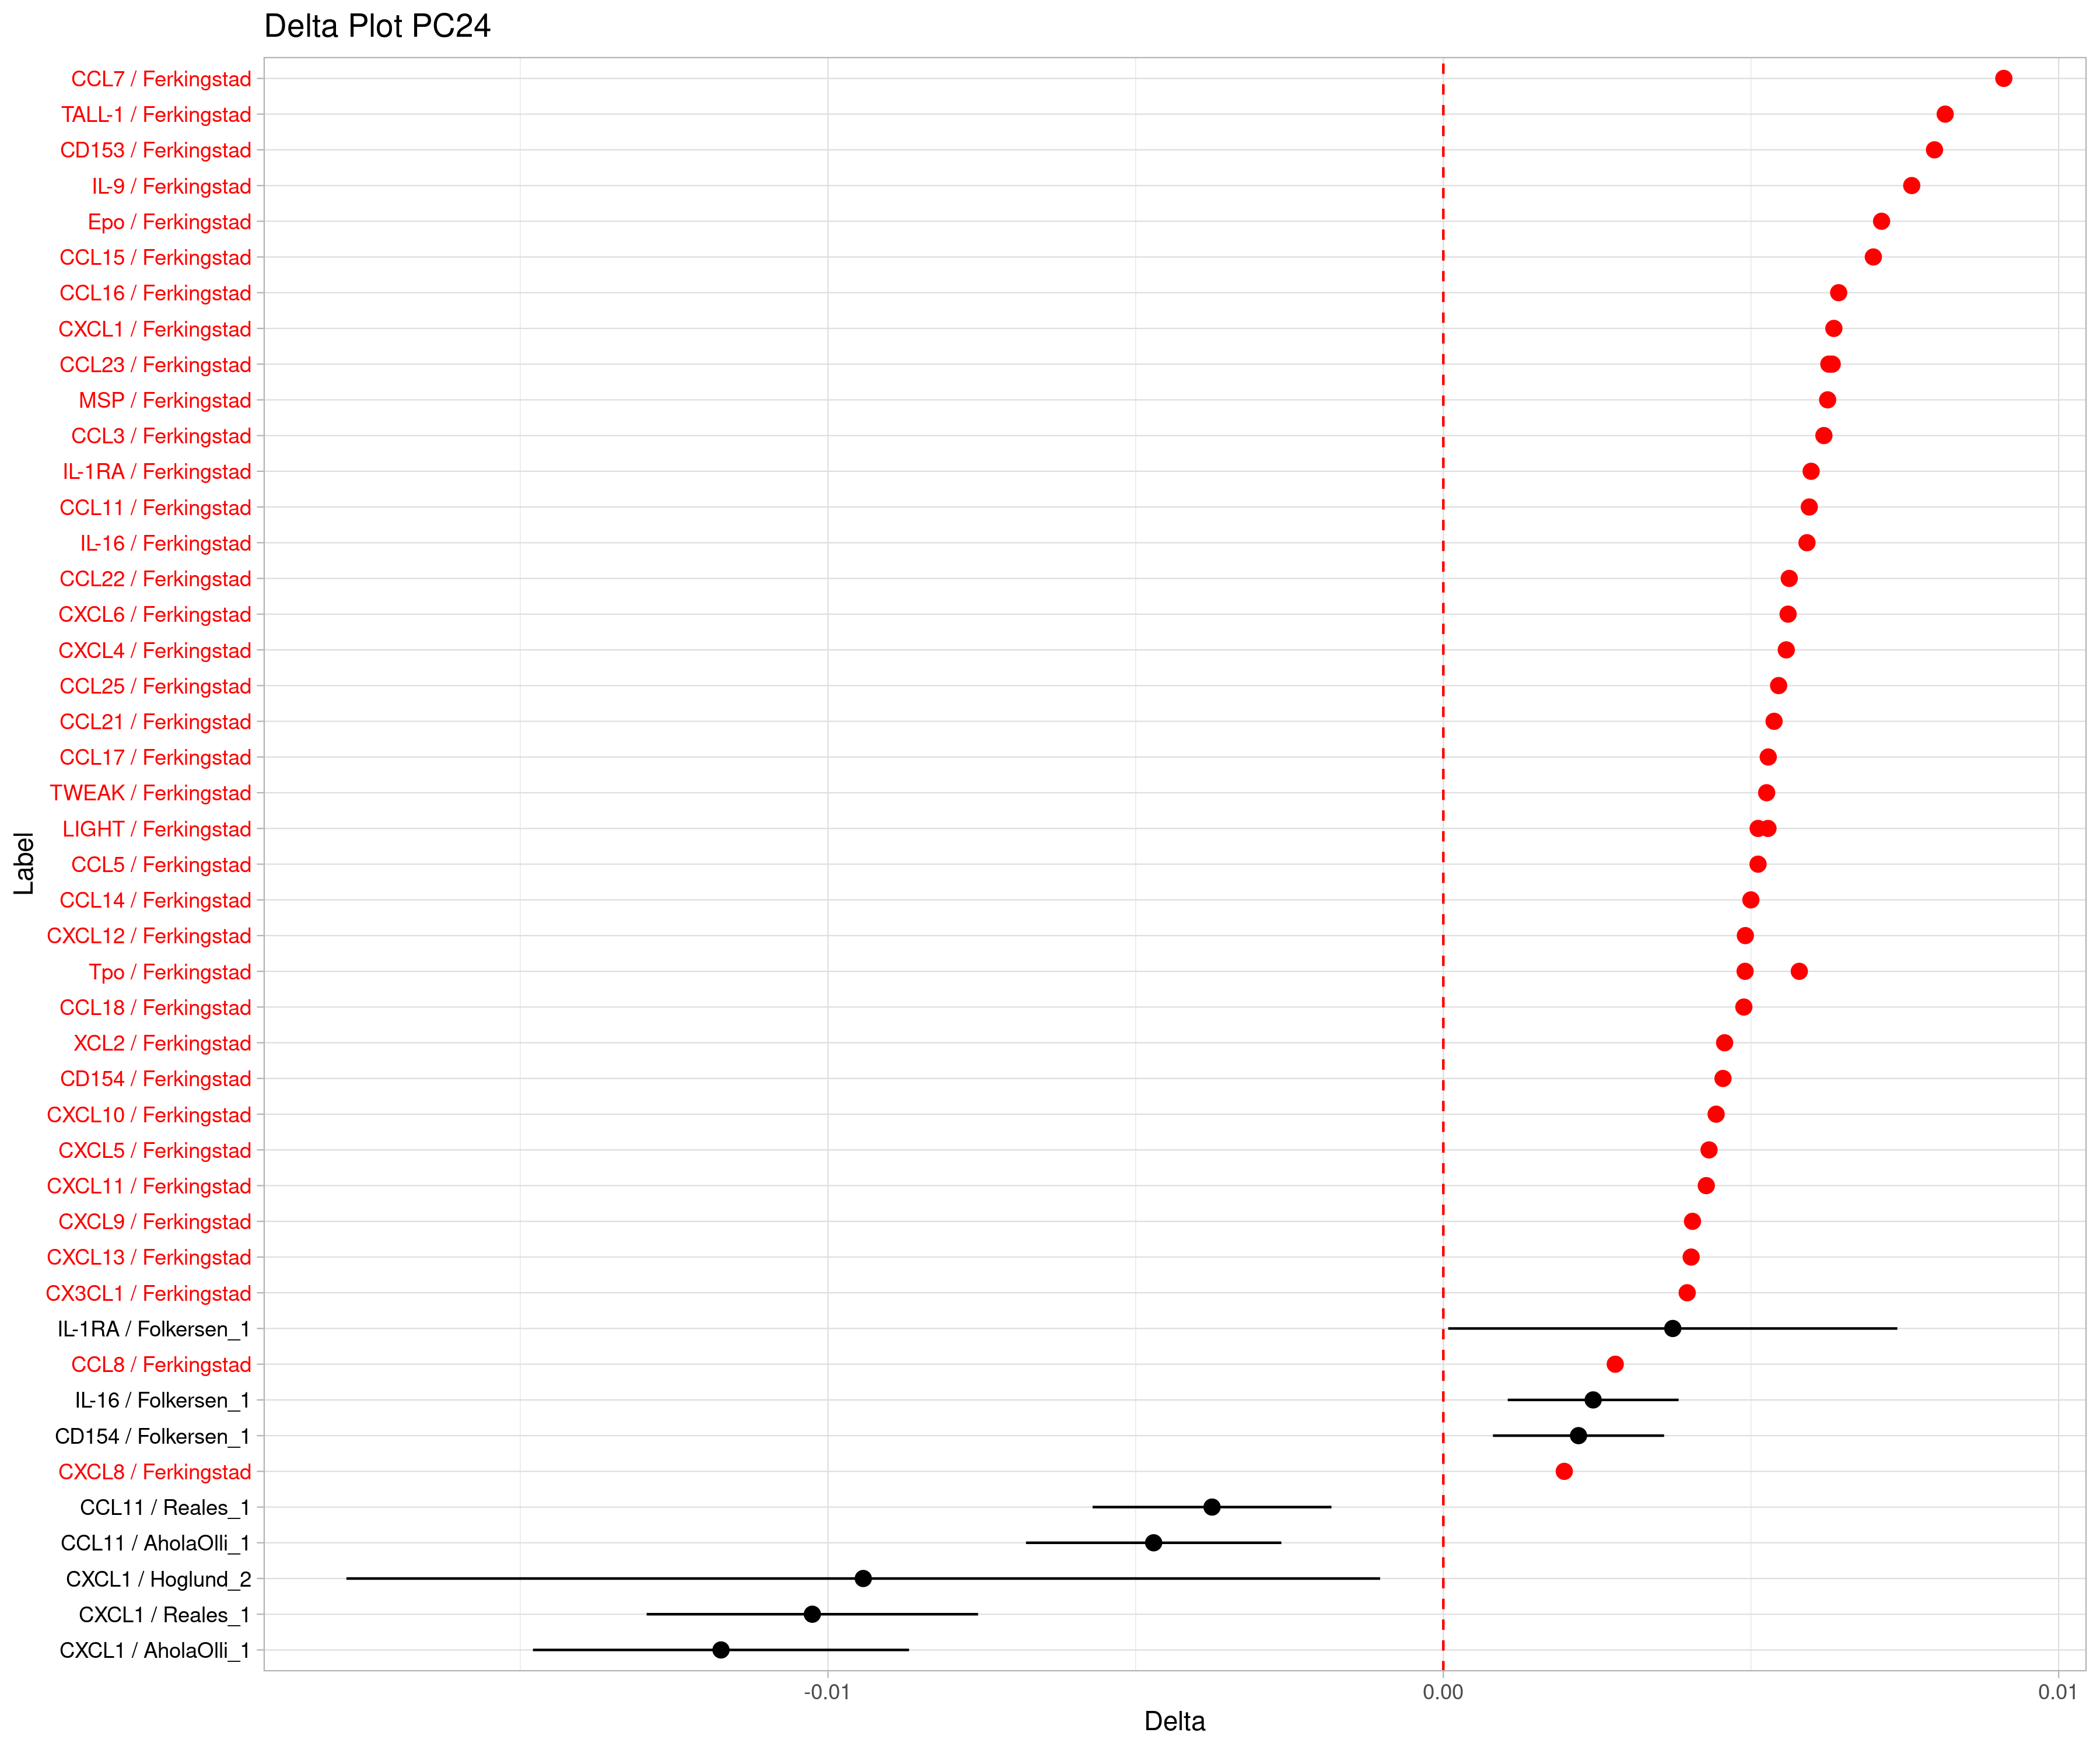 Delta Plot PC24
CCL7 / Ferkingstad
TALL-1 / Ferkingstad
CD153 / Ferkingstad
IL-9 / Ferkingstad
Epo / Ferkingstad
CCL15 / Ferkingstad
CCL16 / Ferkingstad
CXCL1 / Ferkingstad
CCL23 / Ferkingstad
MSP / Ferkingstad
CCL3 / Ferkingstad
IL-1RA / Ferkingstad
CCL11 / Ferkingstad
IL-16 / Ferkingstad
CCL22 / Ferkingstad
CXCL6 / Ferkingstad
CXCL4 / Ferkingstad
CCL25 / Ferkingstad
CCL21 / Ferkingstad
CCL17 / Ferkingstad
TWEAK / Ferkingstad
LIGHT / Ferkingstad
CCL5 / Ferkingstad
CCL14 / Ferkingstad
CXCL12 / Ferkingstad
Tpo / Ferkingstad
CCL18 / Ferkingstad
XCL2 / Ferkingstad
CD154 / Ferkingstad
CXCL10 / Ferkingstad
CXCL5 / Ferkingstad
CXCL11 / Ferkingstad
CXCL9 / Ferkingstad
CXCL13 / Ferkingstad
CX3CL1 / Ferkingstad
IL-1RA / Folkersen_1
CCL8 / Ferkingstad
IL-16 / Folkersen_1
CD154 / Folkersen_1
CXCL8 / Ferkingstad
CCL11 / Reales_1
CCL11 / AholaOlli_1
CXCL1 / Hoglund_2
CXCL1 / Reales_1
CXCL1 / AholaOlli_1
Label
-0.01 0.00 0.01
Delta